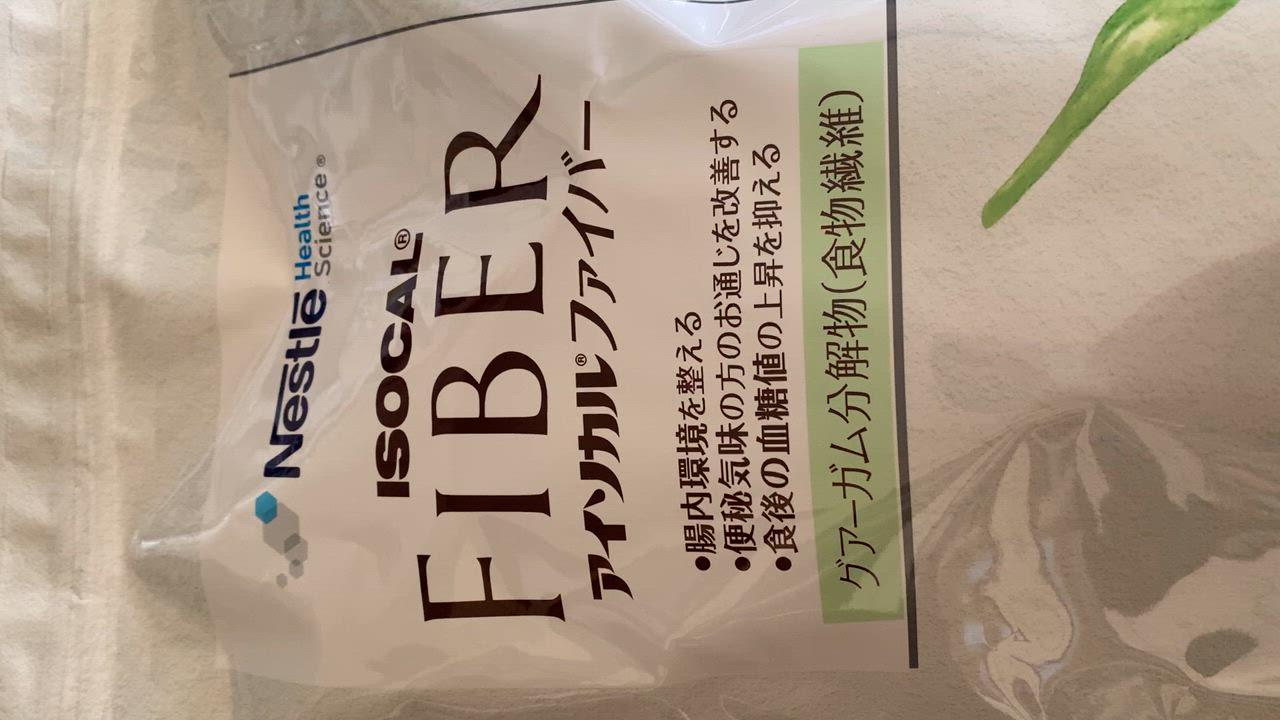 Nestlé Health Science®
ISOCAL®
FIBER
アイソカル®ファイバー
•腸内環境を整える
•便秘気味の方のお通じを改善する
•食後の血糖値の上昇を抑える
グアーガム分解物(食物繊維)